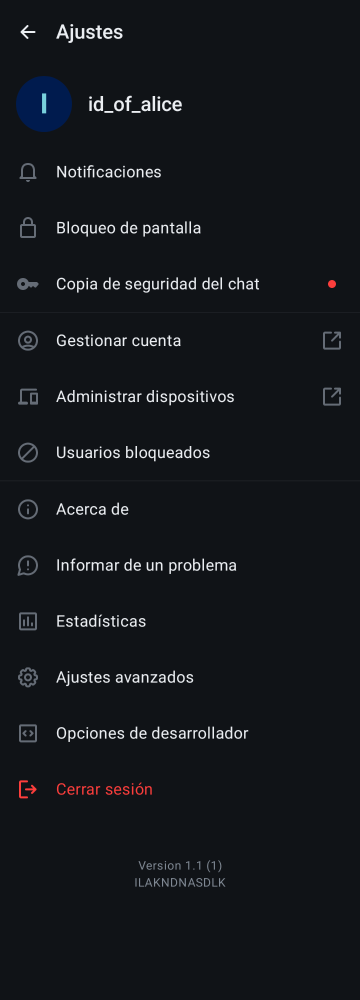 Ajustes
I
id_of_alice
Notificaciones
Bloqueo de pantalla
Copia de seguridad del chat
Gestionar cuenta
Administrar dispositivos
Usuarios bloqueados
Acerca de
Informar de un problema
Estadísticas
Ajustes avanzados
Opciones de desarrollador
Cerrar sesión
Version 1.1 (1)
ILAKNDNASDLK